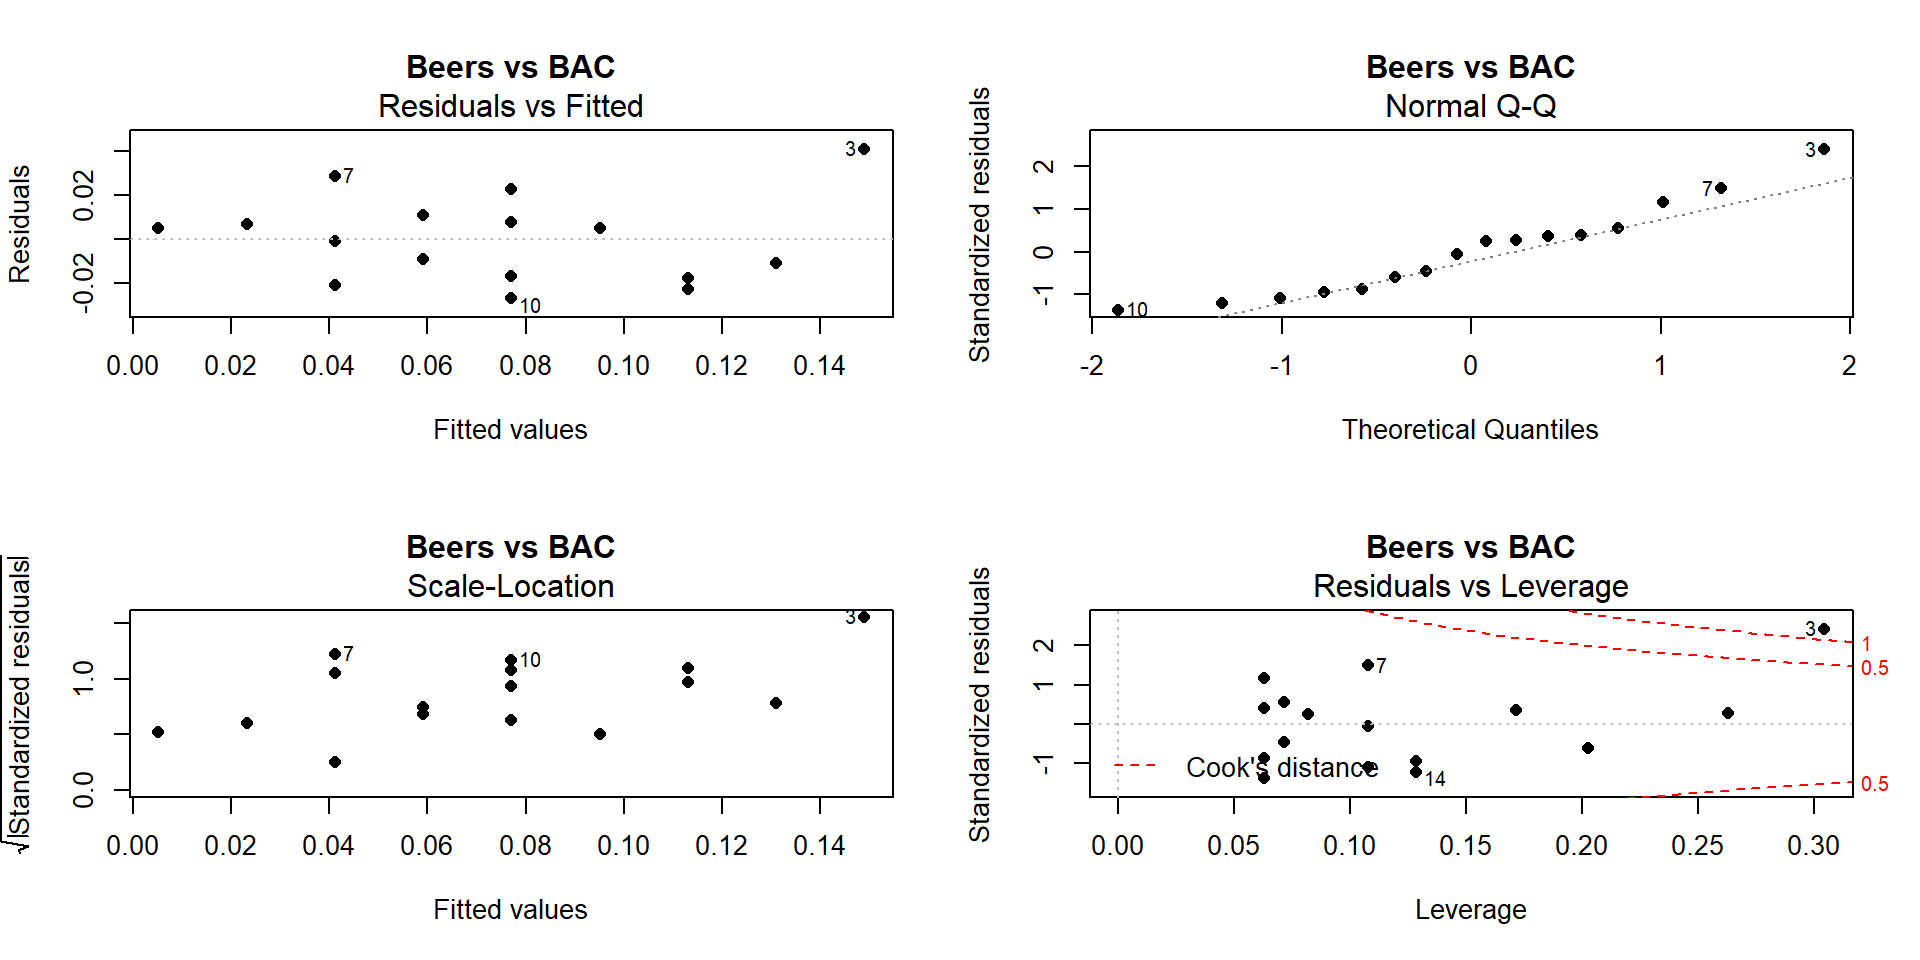 Beers vs BAC
Residuals vs Fitted
Residuals
0.02
-0.02
3
7
10
0.00 0.02 0.04 0.06 0.08 0.10 0.12 0.14
Fitted values
Beers vs BAC
Normal Q-Q
Standardized residuals
2
1
0
-1
3
7
10
-2 -1 0 1 2
Theoretical Quantiles
Beers vs BAC
Scale-Location
√|Standardized residuals|
1.0
0.0
3
7
10
0.00 0.02 0.04 0.06 0.08 0.10 0.12 0.14
Fitted values
Beers vs BAC
Residuals vs Leverage
Standardized residuals
2
1
-1
3
7
14
1
0.5
0.5
Cook's distance
0.00 0.05 0.10 0.15 0.20 0.25 0.30
Leverage